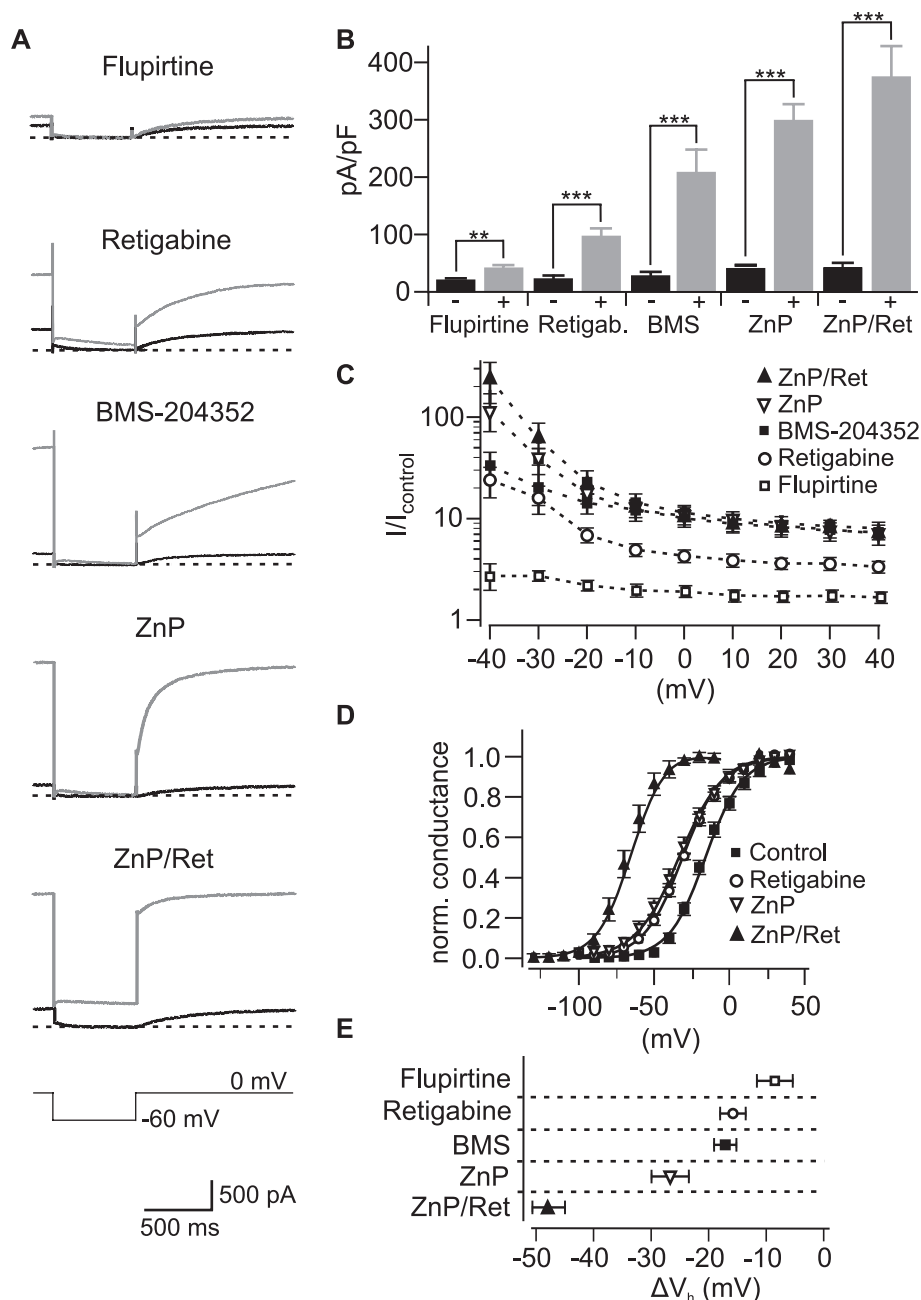 A
Flupirtine
Retigabine
BMS-204352
ZnP
ZnP/Ret
0 mV
-60 mV
500 pA
500 ms
B
pA/pF
400
300
200
100
0
** *** *** *** ***
- + - + - + - + - +
Flupirtine Retigab. BMS ZnP ZnP/Ret
C
I/Icontrol
100
10
1
-40 -30 -20 -10 0 10 20 30 40
(mV)
ZnP/Ret
ZnP
BMS-204352
Retigabine
Flupirtine
D
norm. conductance
1.0
0.8
0.6
0.4
0.2
0.0
-100 -50 0 50
(mV)
Control
Retigabine
ZnP
ZnP/Ret
E
Flupirtine
Retigabine
BMS
ZnP
ZnP/Ret
-50 -40 -30 -20 -10 0
ΔVh (mV)